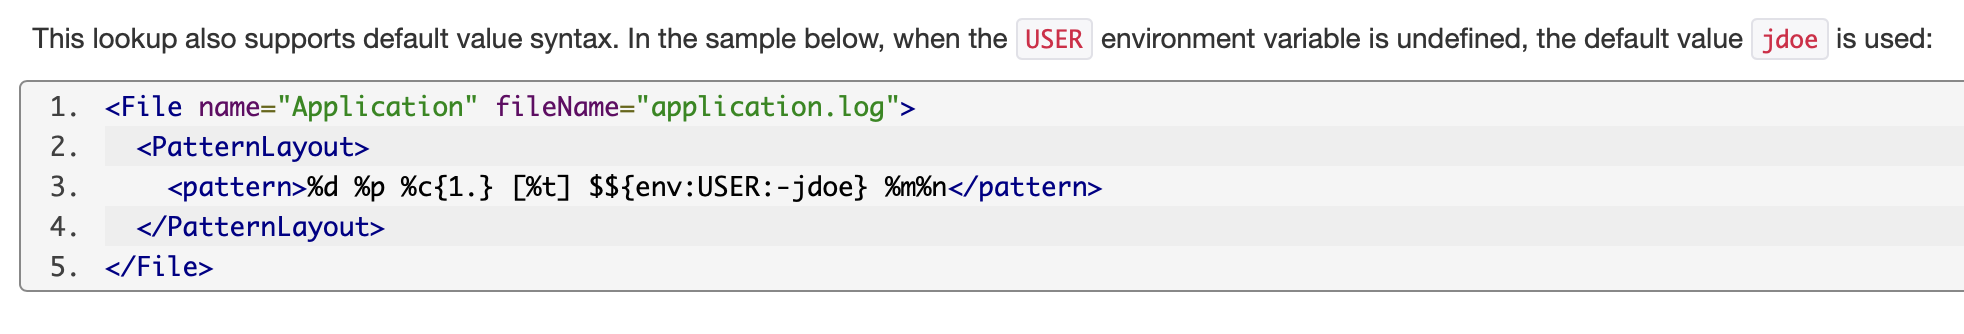 This lookup also supports default value syntax. In the sample below, when the USER environment variable is undefined, the default value jdoe is used:
1. <File name="Application" fileName="application.log">
2.   <PatternLayout>
3.     <pattern>%d %p %c{1.} [%t] $${env:USER:-jdoe} %m%n</pattern>
4.   </PatternLayout>
5. </File>